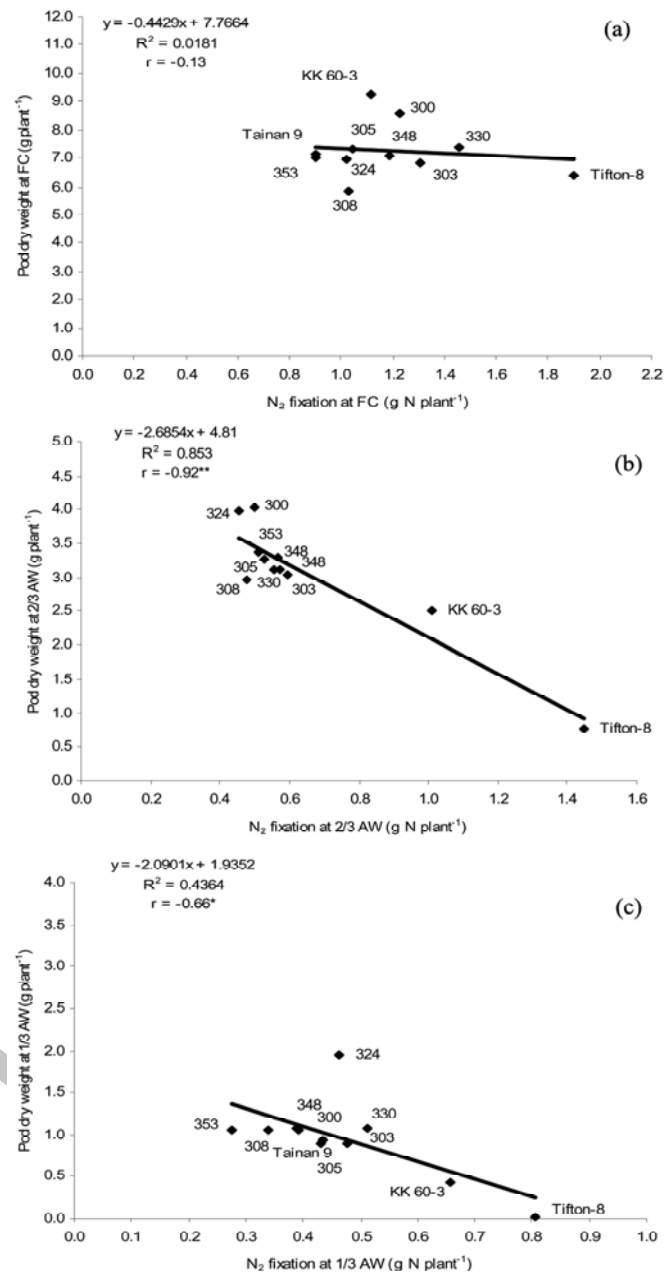 y = -0.4429x + 7.7664
R² = 0.0181
r = -0.13
(a)
12.0
11.0
10.0
9.0
8.0
7.0
6.0
5.0
4.0
3.0
2.0
1.0
0.0
Pod dry weight at FC (g plant⁻¹)
KK 60-3
300
Tainan 9
305
348
330
353
324
303
Tifton-8
308
0.0 0.2 0.4 0.6 0.8 1.0 1.2 1.4 1.6 1.8 2.0 2.2
N₂ fixation at FC (g N plant⁻¹)
y = -2.6854x + 4.81
R² = 0.853
r = -0.92**
(b)
5.0
4.5
4.0
3.5
3.0
2.5
2.0
1.5
1.0
0.5
0.0
Pod dry weight at 2/3 AW (g plant⁻¹)
324
300
353
348
305
348
308
330
303
KK 60-3
Tifton-8
0.0 0.2 0.4 0.6 0.8 1.0 1.2 1.4 1.6
N₂ fixation at 2/3 AW (g N plant⁻¹)
y = -2.0901x + 1.9352
R² = 0.4364
r = -0.66*
(c)
4.0
3.5
3.0
2.5
2.0
1.5
1.0
0.5
0.0
Pod dry weight at 1/3 AW (g plant⁻¹)
324
348
353
300
330
308
Tainan 9
303
305
KK 60-3
Tifton-8
0.0 0.1 0.2 0.3 0.4 0.5 0.6 0.7 0.8 0.9 1.0
N₂ fixation at 1/3 AW (g N plant⁻¹)